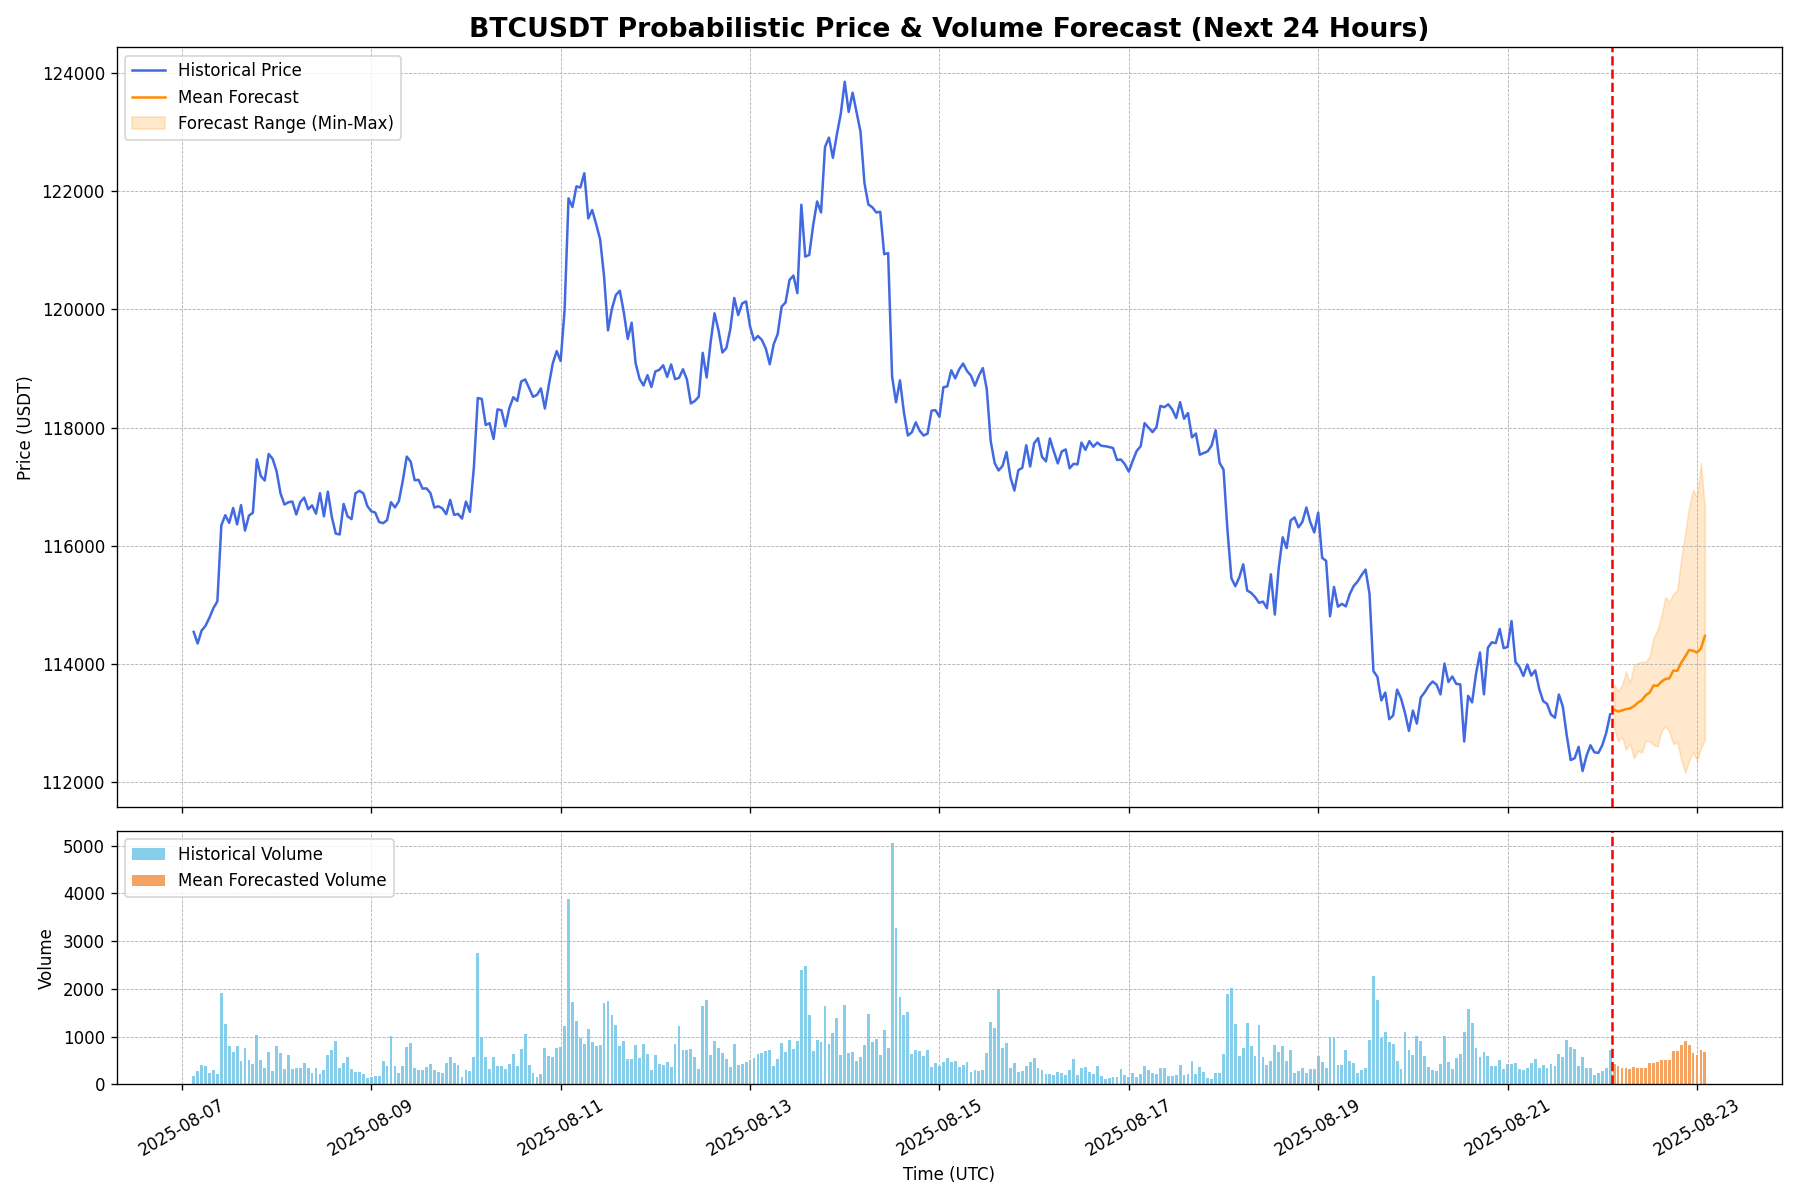 BTCUSDT Probabilistic Price & Volume Forecast (Next 24 Hours)
Historical Price
Mean Forecast
Forecast Range (Min-Max)
Price (USDT)
124000
122000
120000
118000
116000
114000
112000
Historical Volume
Mean Forecasted Volume
Volume
5000
4000
3000
2000
1000
0
2025-08-07
2025-08-09
2025-08-11
2025-08-13
2025-08-15
2025-08-17
2025-08-19
2025-08-21
2025-08-23
Time (UTC)